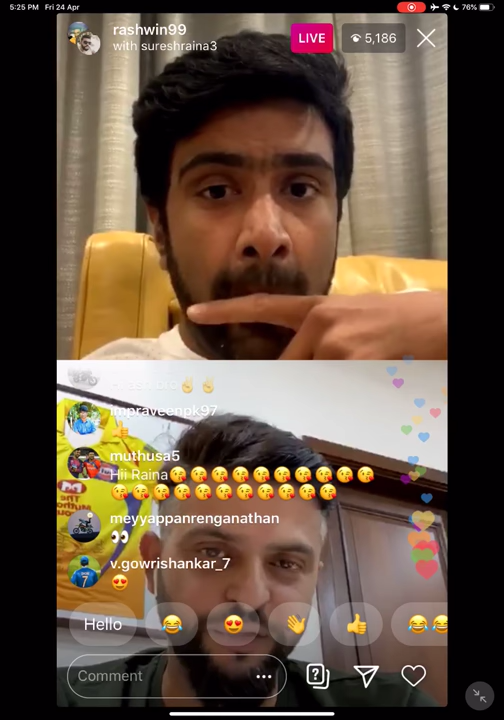 5:25 PM Fri 24 Apr
76%
rashwin99
with sureshraina3
LIVE
5,186
impraveenpk97
👍
muthusa5
Hii Raina😘😘😘😘😘😘😘😘😘😘
😘😘😘😘😘😘😘😘😘😘😘
meyyappanrenganathan
👀
v.gowrishankar_7
😍
Hello 😂 😍 👋 👍 😂😂
Comment